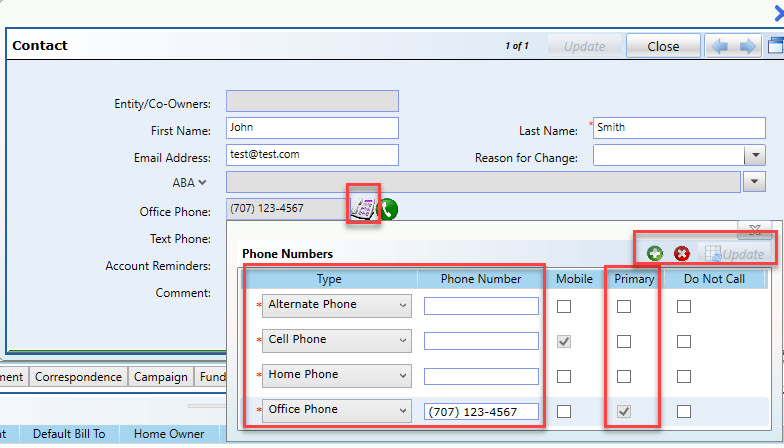 Contact 1 of 1 Update Close
Entity/Co-Owners:
First Name: John * Last Name: Smith
Email Address: test@test.com Reason for Change:
ABA
Office Phone: (707) 123-4567
Text Phone:
Account Reminders:
Comment:
Phone Numbers Update
Type Phone Number Mobile Primary Do Not Call
* Alternate Phone
* Cell Phone
* Home Phone
* Office Phone (707) 123-4567
ment Correspondence Campaign Fund
t Default Bill To Home Owner